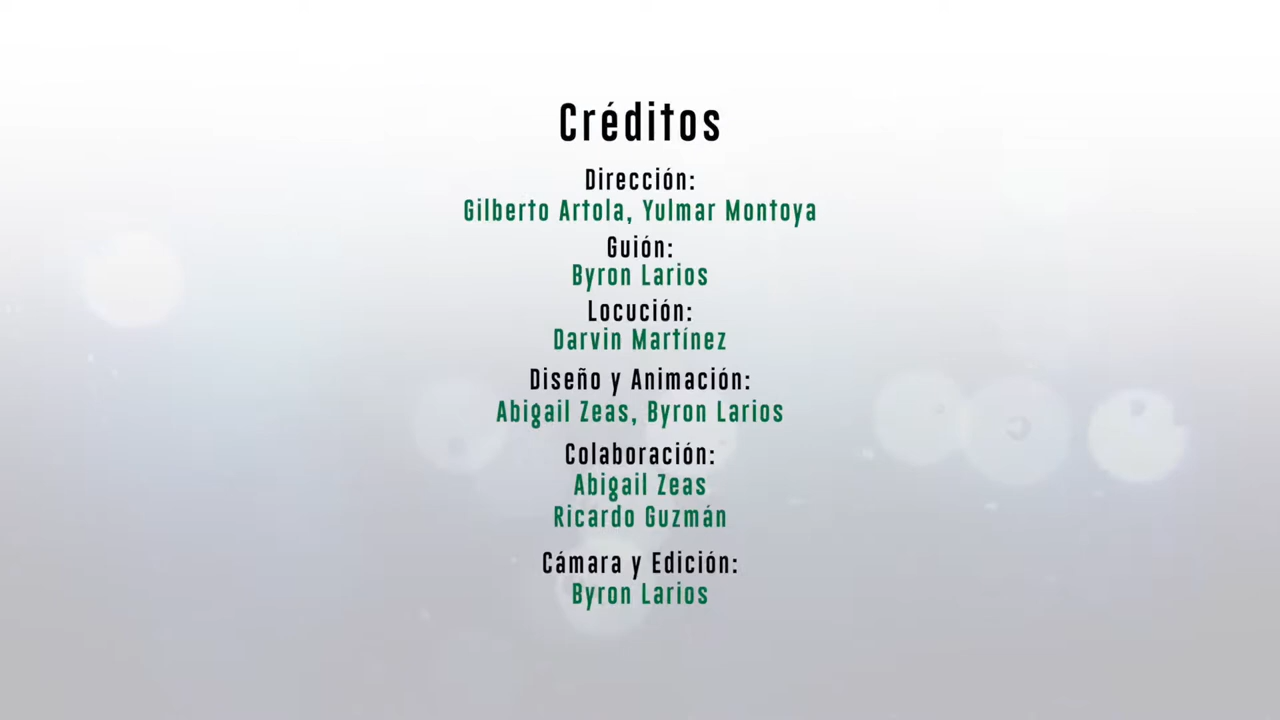 Créditos
Dirección:
Gilberto Artola, Yulmar Montoya
Guión:
Byron Larios
Locución:
Darvin Martínez
Diseño y Animación:
Abigail Zeas, Byron Larios
Colaboración:
Abigail Zeas
Ricardo Guzmán
Cámara y Edición:
Byron Larios